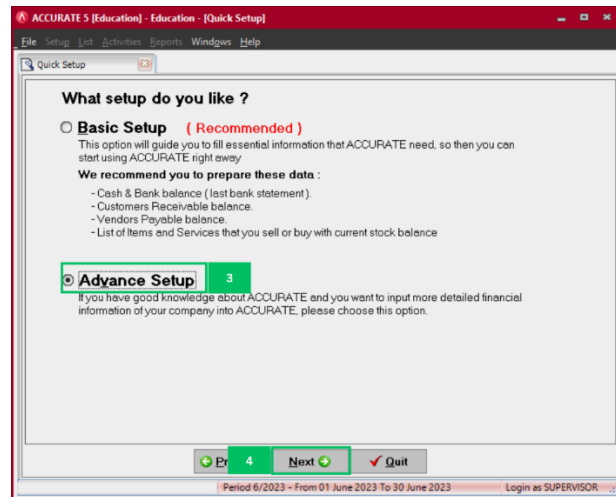 ACCURATE 5 [Education] - Education - [Quick Setup]
File Setup List Activities Reports Windows Help
Quick Setup
What setup do you like ?
Basic Setup ( Recommended )
This option will guide you to fill essential information that ACCURATE need, so then you can
start using ACCURATE right away
We recommend you to prepare these data :
- Cash & Bank balance ( last bank statement ).
- Customers Receivable balance.
- Vendors Payable balance.
- List of Items and Services that you sell or buy with current stock balance
Advance Setup 3
If you have good knowledge about ACCURATE and you want to input more detailed financial
information of your company into ACCURATE, please choose this option.
Pr 4 Next Quit
Period 6/2023 - From 01 June 2023 To 30 June 2023 Login as SUPERVISOR